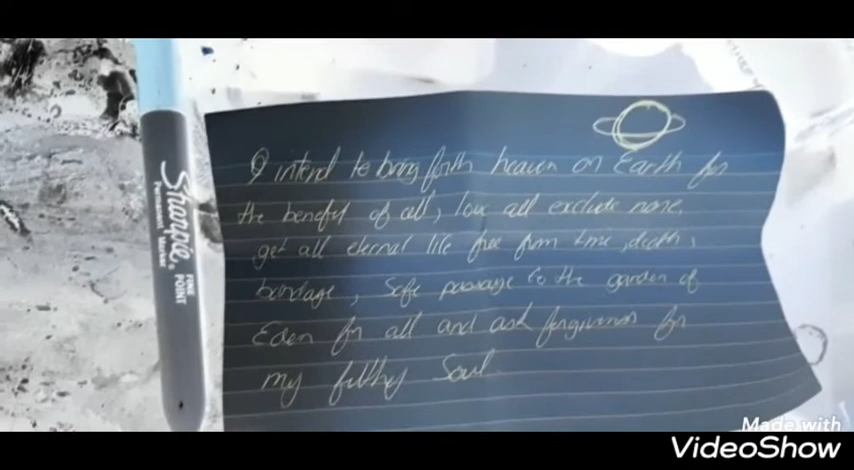 I intend to bring forth heaven on Earth for
the benefit of all, love all exclude none,
get all eternal life free from time, death,
bondage, safe passage to the garden of
Eden for all and ask forgiveness for
my filthy Soul.
Sharpie
Permanent Marker
FINE POINT
Made with
VideoShow